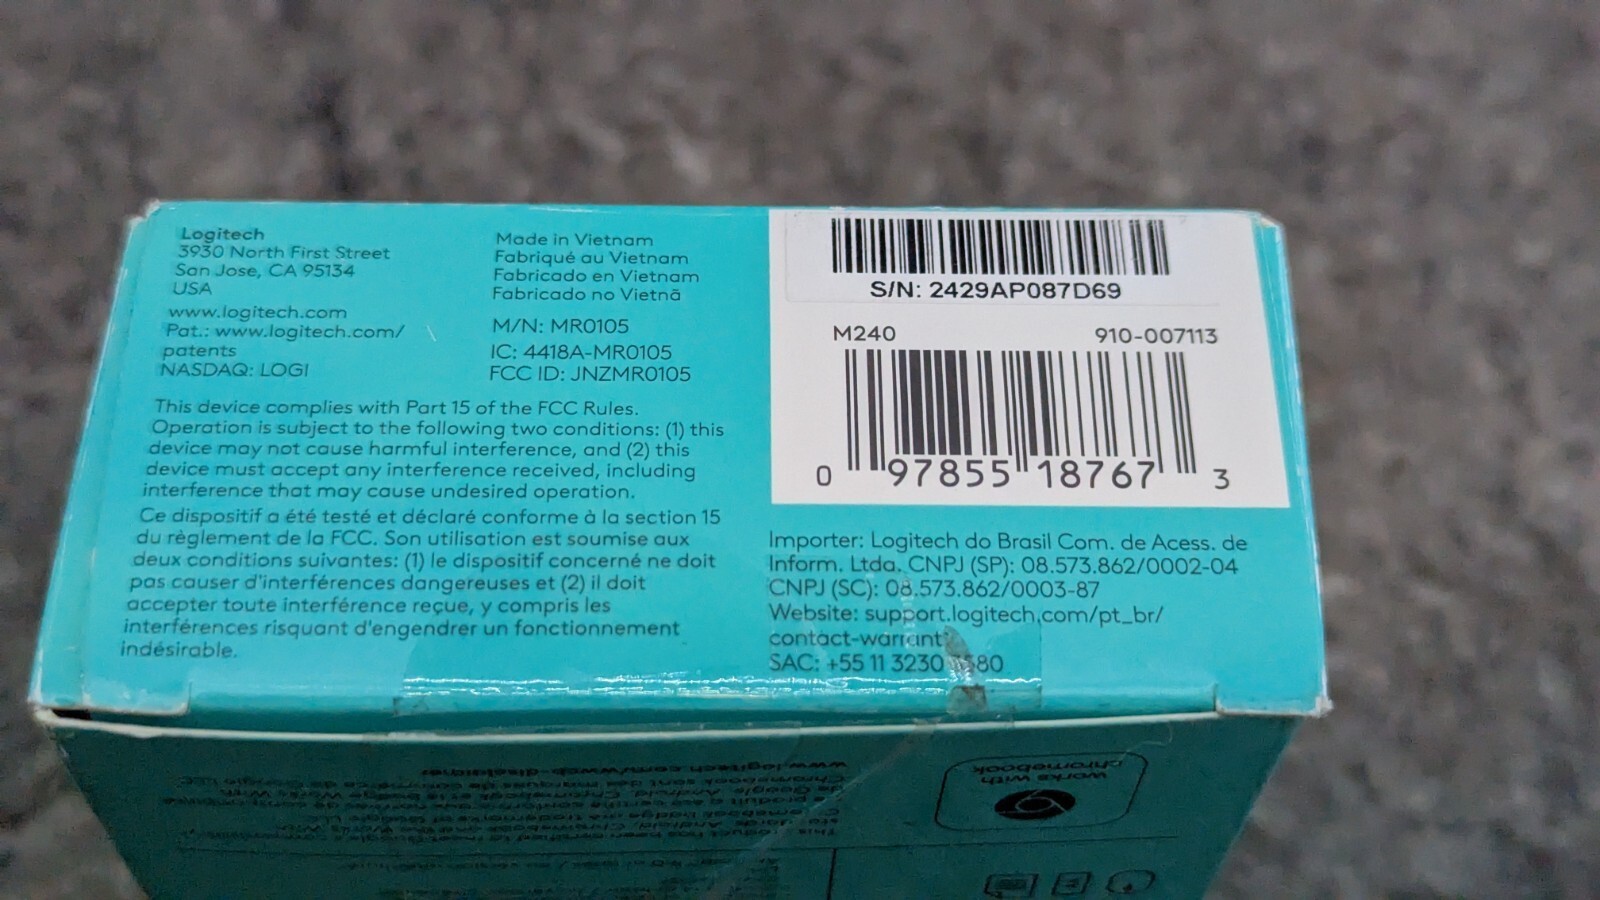 Logitech
3930 North First Street
San Jose, CA 95134
USA
www.logitech.com
Pat.: www.logitech.com/
patents
NASDAQ: LOGI
Made in Vietnam
Fabriqué au Vietnam
Fabricado en Vietnam
Fabricado no Vietnã
M/N: MR0105
IC: 4418A-MR0105
FCC ID: JNZMR0105
This device complies with Part 15 of the FCC Rules.
Operation is subject to the following two conditions: (1) this
device may not cause harmful interference, and (2) this
device must accept any interference received, including
interference that may cause undesired operation.
Ce dispositif a été testé et déclaré conforme à la section 15
du règlement de la FCC. Son utilisation est soumise aux
deux conditions suivantes: (1) le dispositif concerné ne doit
pas causer d'interférences dangereuses et (2) il doit
accepter toute interférence reçue, y compris les
interférences risquant d'engendrer un fonctionnement
indésirable.
S/N: 2429AP087D69
M240 910-007113
0 97855 18767 3
Importer: Logitech do Brasil Com. de Acess. de
Inform. Ltda. CNPJ (SP): 08.573.862/0002-04
CNPJ (SC): 08.573.862/0003-87
Website: support.logitech.com/pt_br/
SAC: +55 11 3230
works with
chromebook